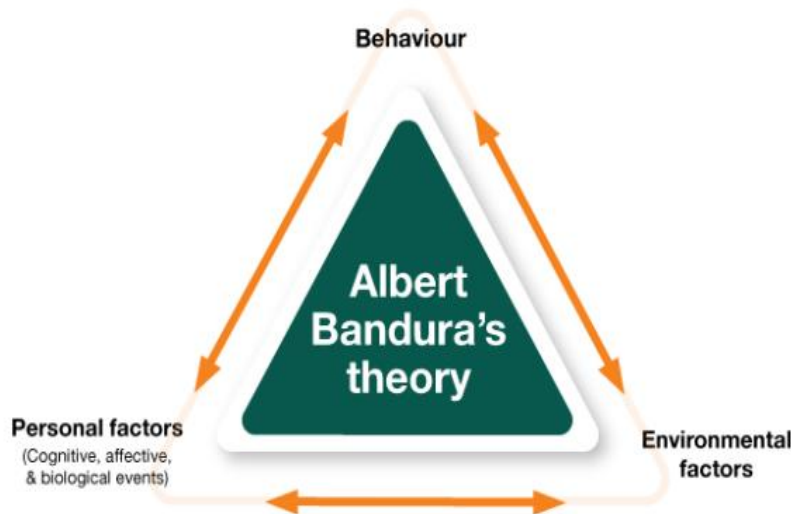 Behaviour
Albert
Bandura's
theory
Personal factors
(Cognitive, affective,
& biological events)
Environmental
factors